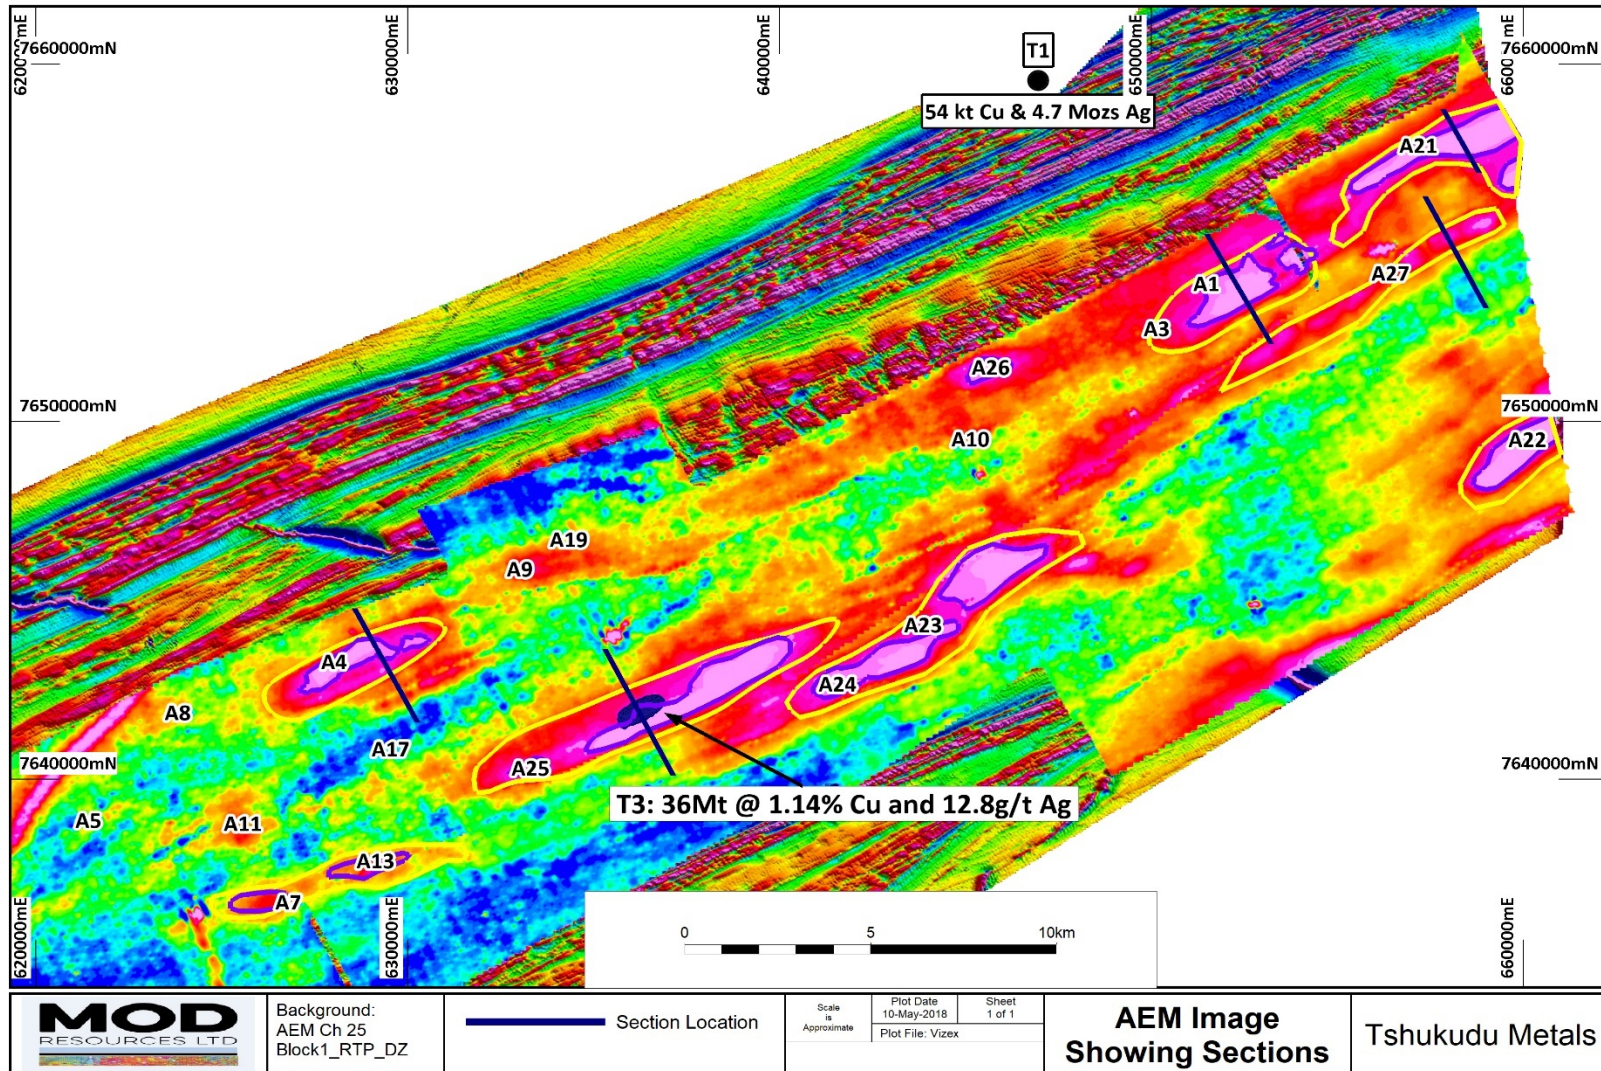 620000mE
7660000mN
630000mE
640000mE
650000mE
660000mE
7660000mN
T1
54 kt Cu & 4.7 Mozs Ag
A21
A27
A1
A3
A26
7650000mN
7650000mN
A10
A22
A19
A9
A23
A4
A24
A8
A17
A25
7640000mN
7640000mN
T3: 36Mt @ 1.14% Cu and 12.8g/t Ag
A5
A11
A13
A7
620000mE
630000mE
660000mE
0 5 10km
MOD
RESOURCES LTD
Background:
AEM Ch 25
Block1_RTP_DZ
Section Location
Scale
is
Approximate
Plot Date
10-May-2018
Sheet
1 of 1
Plot File: Vizex
AEM Image
Showing Sections
Tshukudu Metals